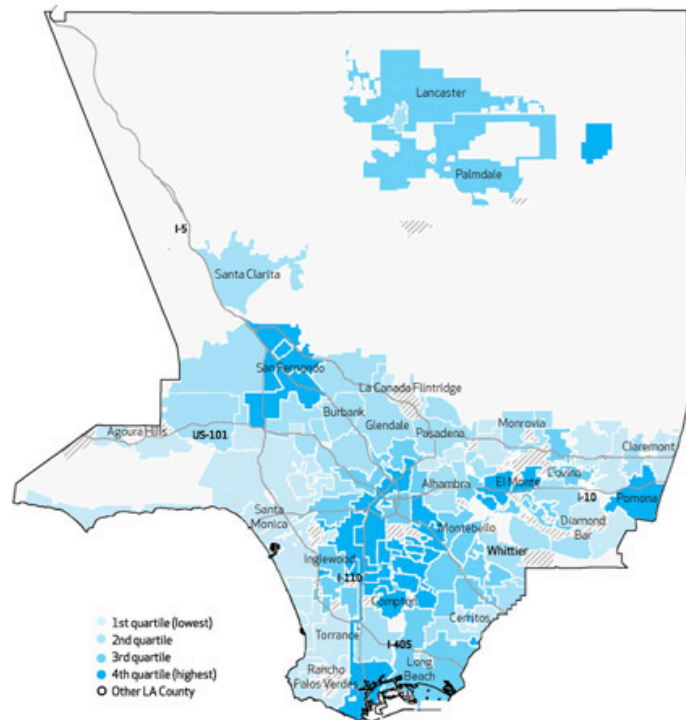 Lancaster
Palmdale
I-5
Santa Clarita
San Fernando
La Canada Flintridge
Burbank
Glendale
Monrovia
Agoura Hills
US-101
Pasadena
Claremont
Covina
El Monte
Alhambra
I-10
Pomona
Santa
Monica
Montebello
Diamond
Bar
Inglewood
Whittier
I-110
Compton
Cerritos
Torrance
I-405
Rancho
Palos Verdes
Long
Beach
1st quartile (lowest)
2nd quartile
3rd quartile
4th quartile (highest)
Other LA County